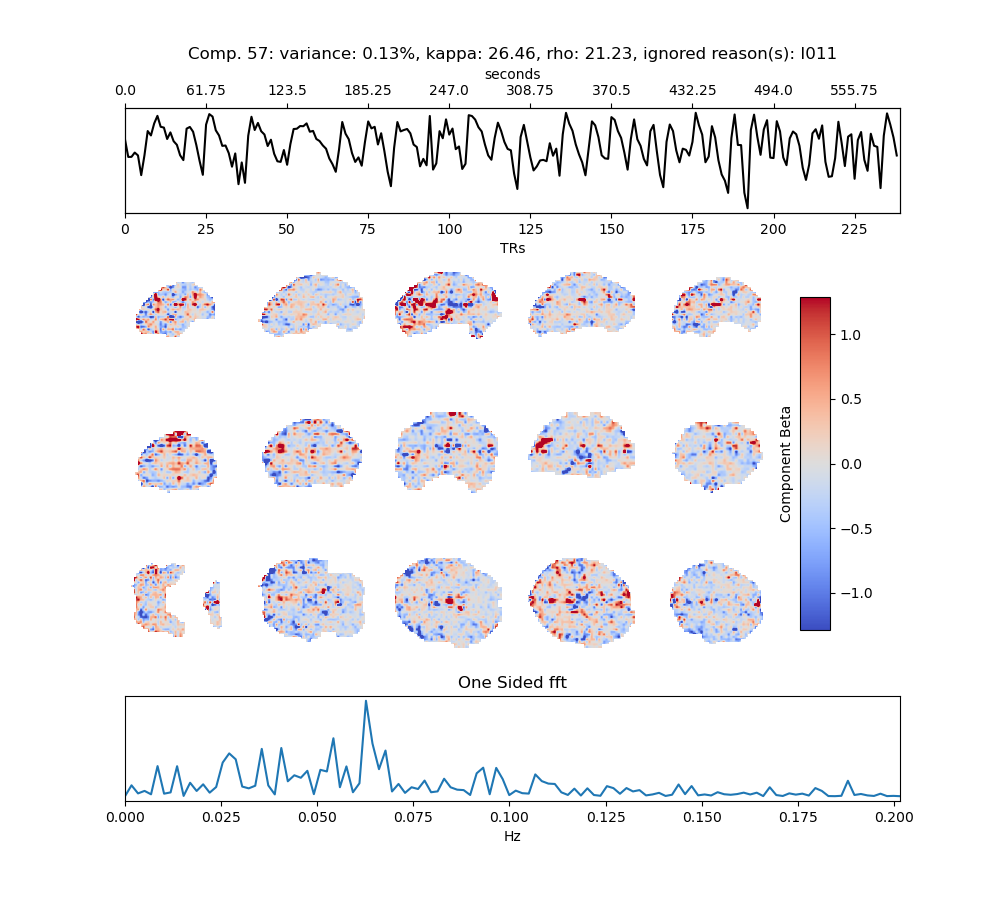 Comp. 57: variance: 0.13%, kappa: 26.46, rho: 21.23, ignored reason(s): I011
seconds
0.0 61.75 123.5 185.25 247.0 308.75 370.5 432.25 494.0 555.75
0 25 50 75 100 125 150 175 200 225
TRs
1.0
0.5
0.0
−0.5
−1.0
Component Beta
One Sided fft
0.000 0.025 0.050 0.075 0.100 0.125 0.150 0.175 0.200
Hz